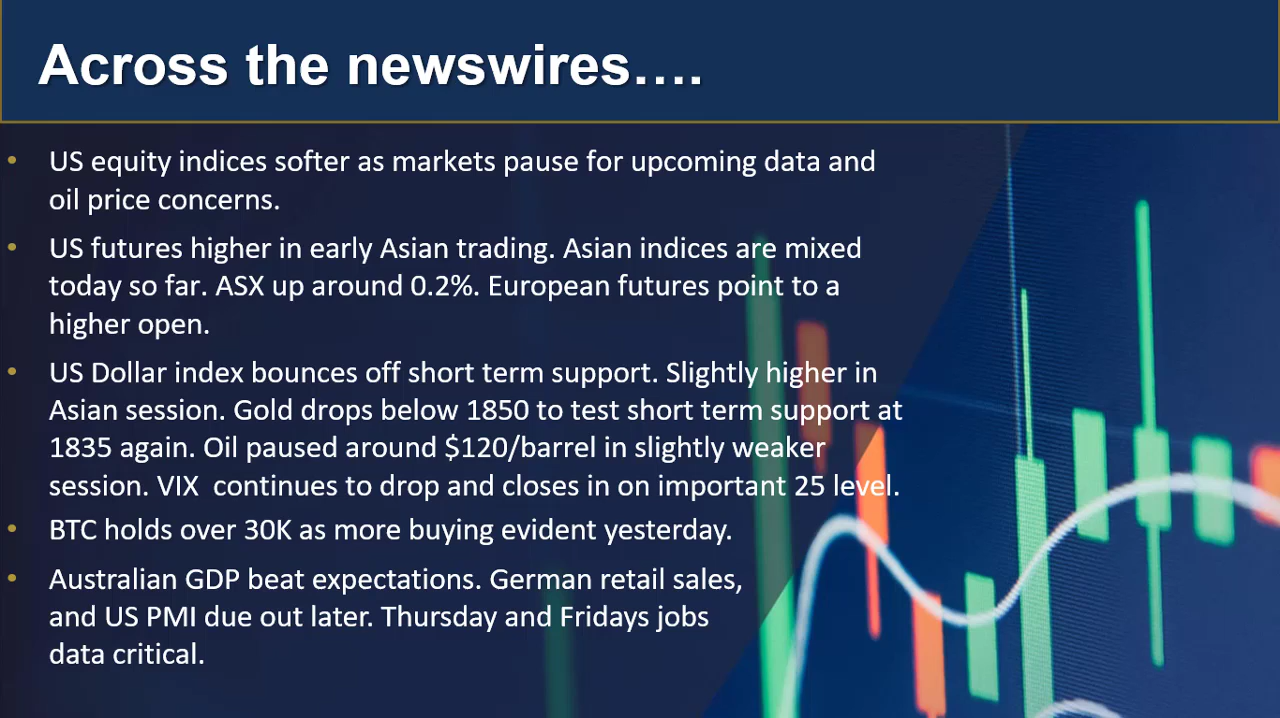 Across the newswires….
• US equity indices softer as markets pause for upcoming data and
oil price concerns.
• US futures higher in early Asian trading. Asian indices are mixed
today so far. ASX up around 0.2%. European futures point to a
higher open.
• US Dollar index bounces off short term support. Slightly higher in
Asian session. Gold drops below 1850 to test short term support at
1835 again. Oil paused around $120/barrel in slightly weaker
session. VIX  continues to drop and closes in on important 25 level.
• BTC holds over 30K as more buying evident yesterday.
• Australian GDP beat expectations. German retail sales,
and US PMI due out later. Thursday and Fridays jobs
data critical.